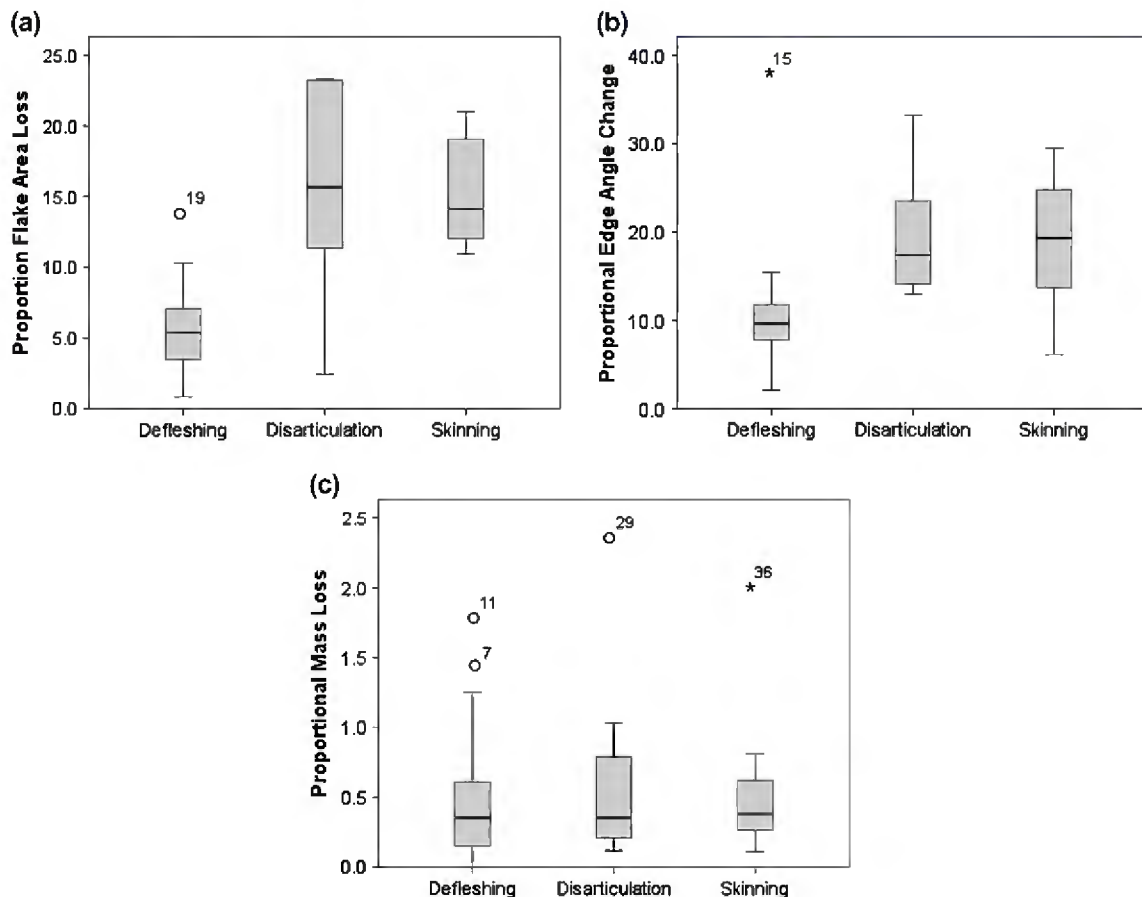 (a)
Proportion Flake Area Loss
25.0
20.0
15.0
10.0
5.0
0.0
19
Defleshing Disarticulation Skinning
(b)
Proportional Edge Angle Change
40.0
30.0
20.0
10.0
0.0
*15
Defleshing Disarticulation Skinning
(c)
Proportional Mass Loss
2.5
2.0
1.5
1.0
0.5
0.0
29
*36
11
7
Defleshing Disarticulation Skinning